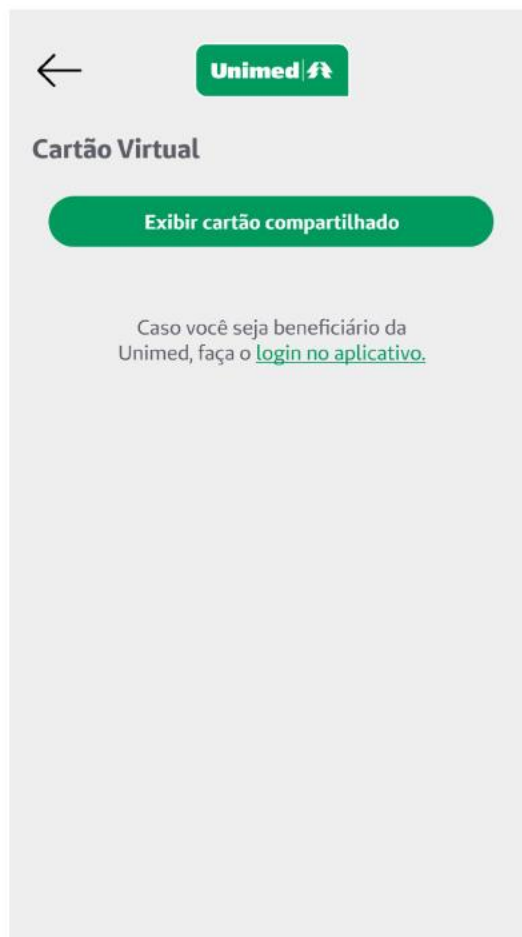 Unimed
Cartão Virtual
Exibir cartão compartilhado
Caso você seja beneficiário da
Unimed, faça o login no aplicativo.